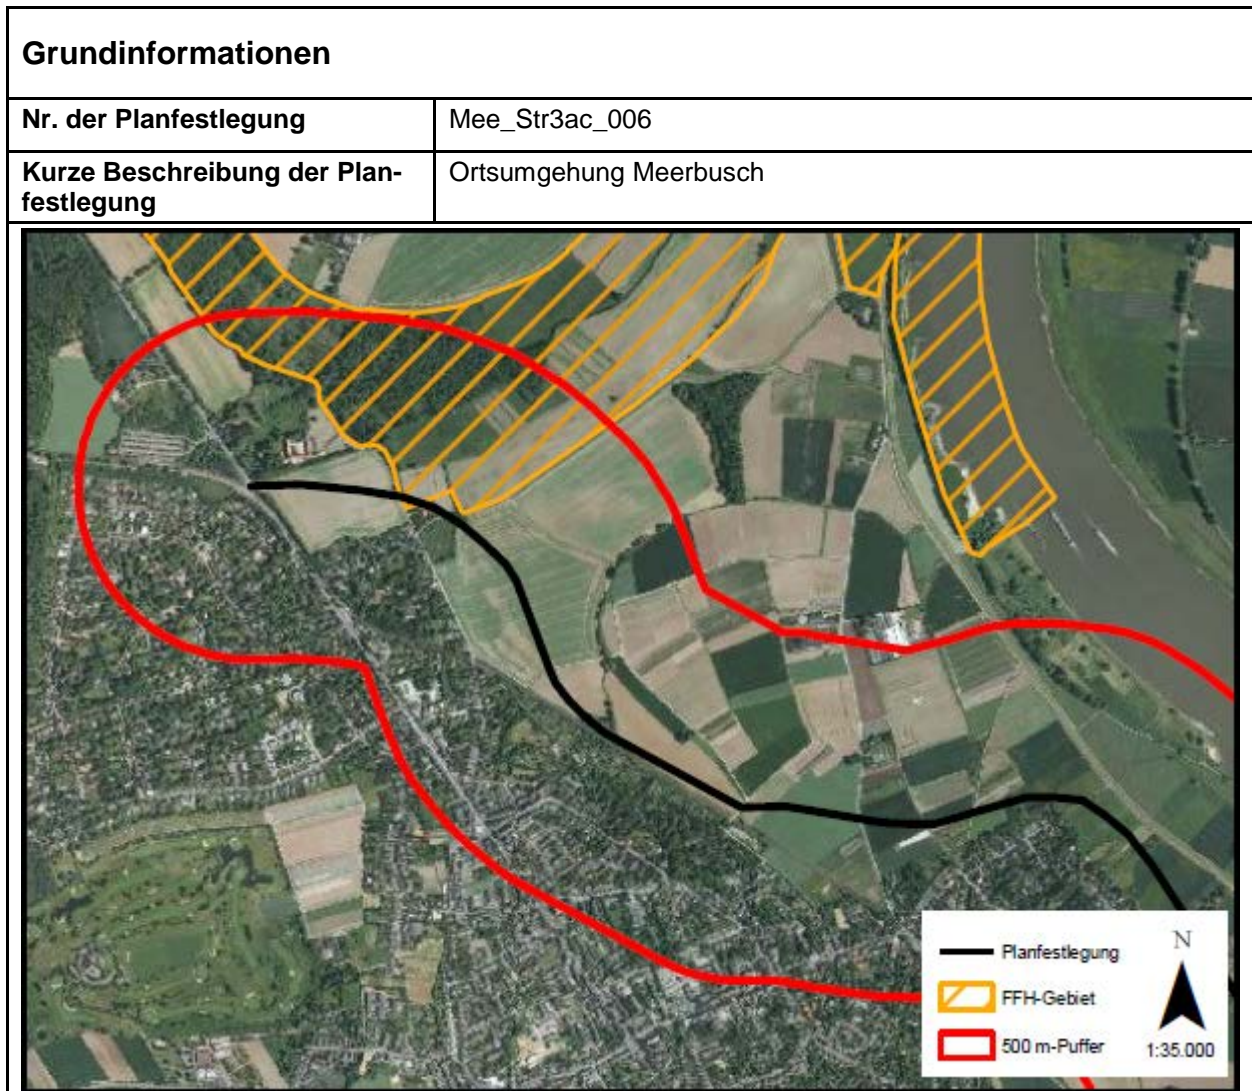 Grundinformationen
Nr. der Planfestlegung
Mee_Str3ac_006
Kurze Beschreibung der Plan-
festlegung
Ortsumgehung Meerbusch
Planfestlegung
FFH-Gebiet
500 m-Puffer
N
1:35.000